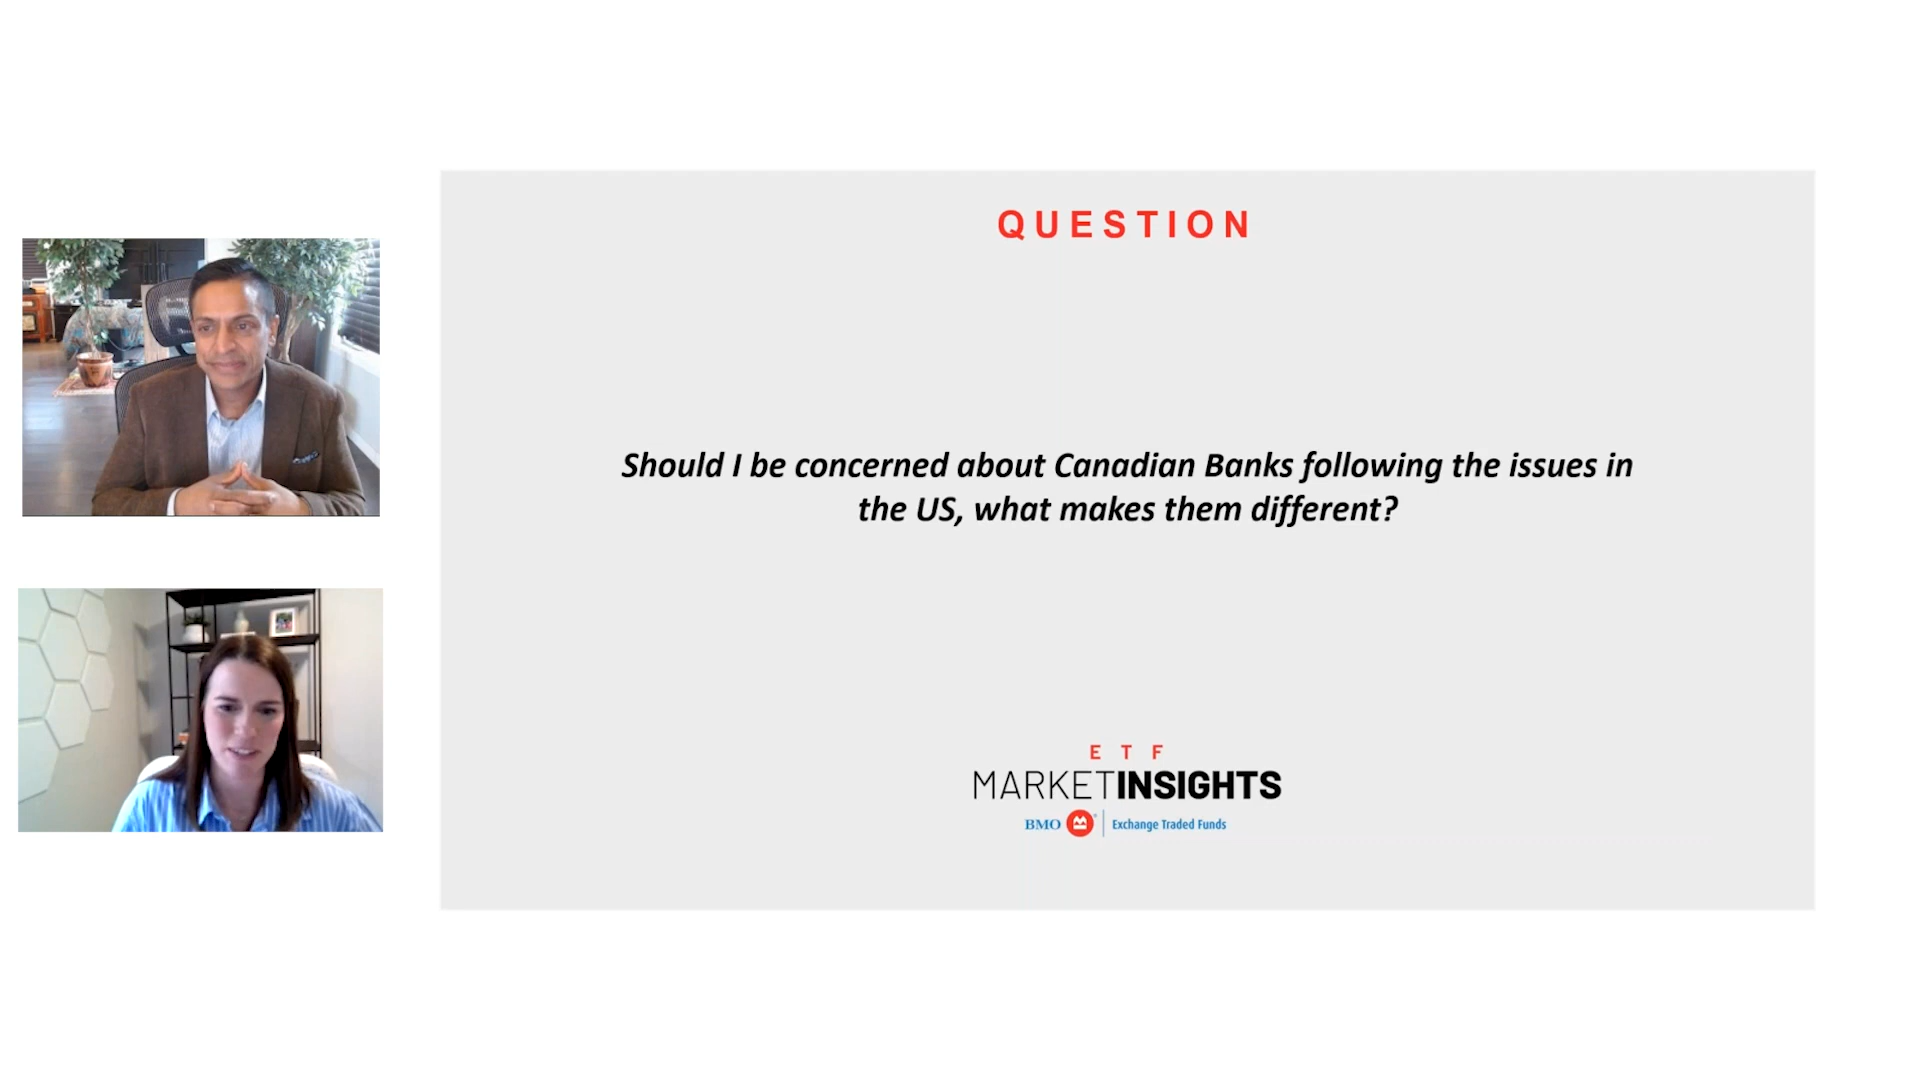 QUESTION
Should I be concerned about Canadian Banks following the issues in
the US, what makes them different?
ETF
MARKETINSIGHTS
BMO Exchange Traded Funds